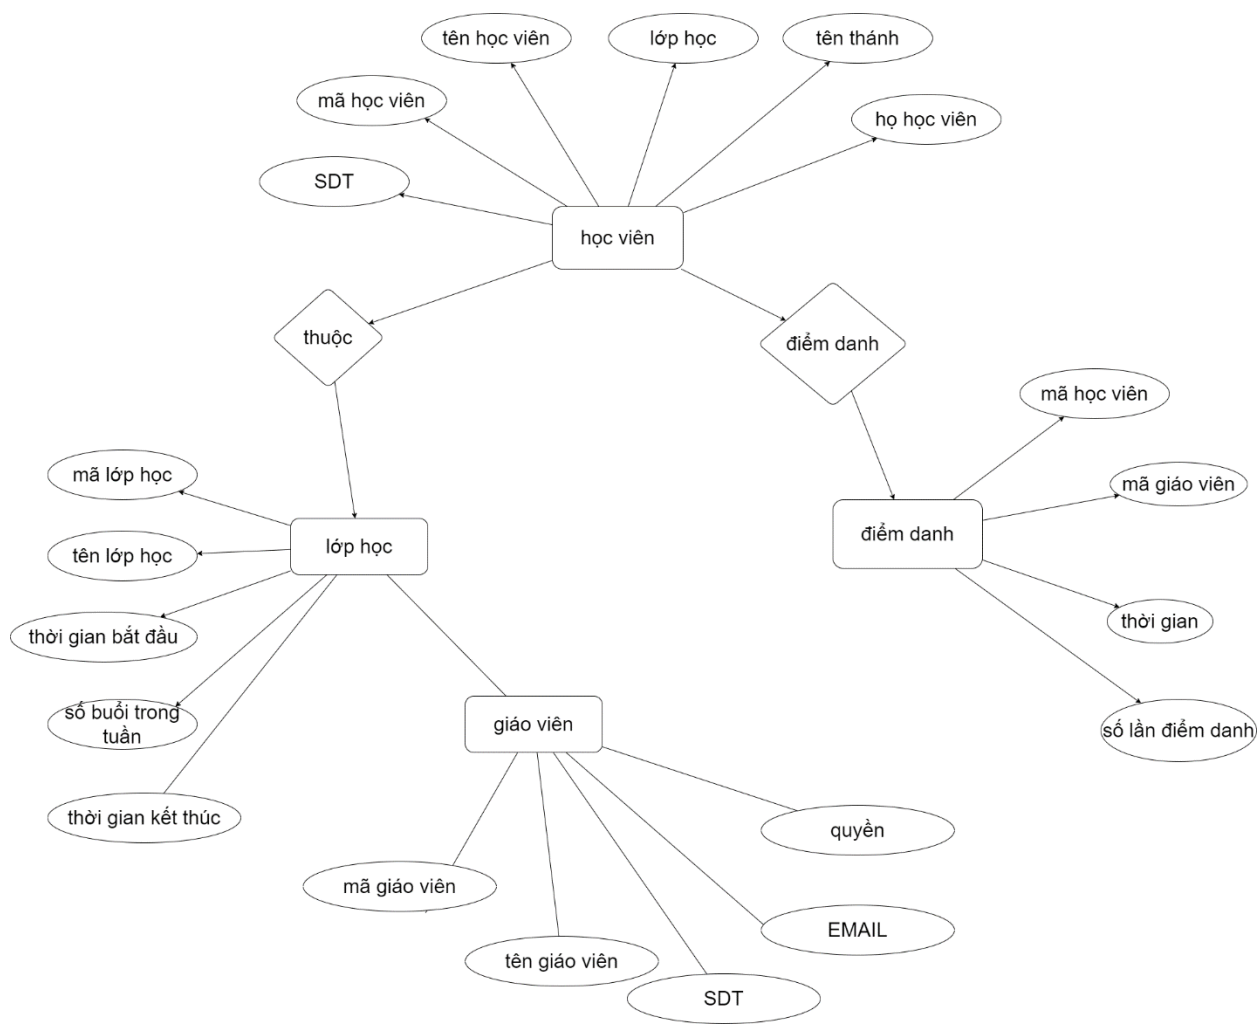 tên học viên
lớp học
tên thánh
mã học viên
họ học viên
SDT
học viên
thuộc
điểm danh
mã học viên
mã lớp học
mã giáo viên
lớp học
điểm danh
tên lớp học
thời gian
thời gian bắt đầu
số buổi trong
tuần
giáo viên
số lần điểm danh
thời gian kết thúc
quyền
mã giáo viên
EMAIL
tên giáo viên
SDT